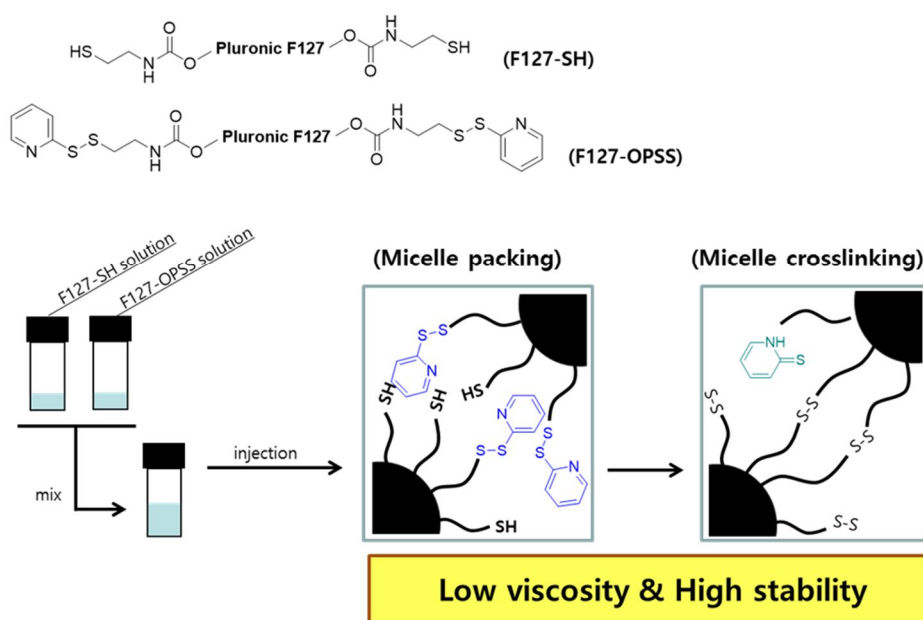 HS
N
H
O
O
Pluronic F127
O
O
H
N
SH
(F127-SH)
N
S
S
N
H
O
O
Pluronic F127
O
O
H
N
S
S
N
(F127-OPSS)
F127-SH solution
F127-OPSS solution
mix
injection
(Micelle packing)
S-S
N
SH
SH
HS
N
S-S
S
S
N
SH
(Micelle crosslinking)
NH
S
S-S
S-S
S-S
S-S
Low viscosity & High stability